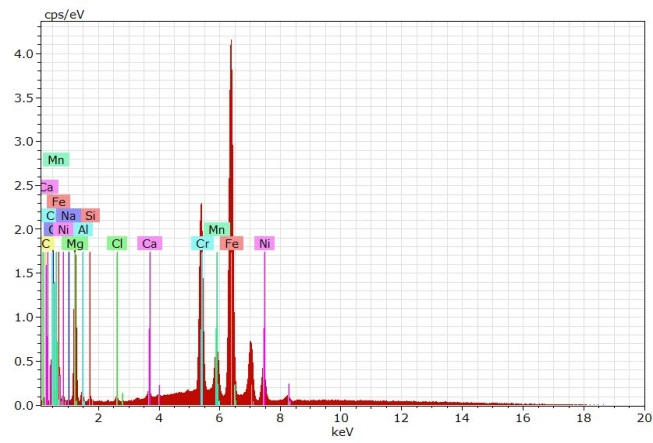 cps/eV
4.0
3.5
3.0
Mn
2.5
Ca
Fe
C Na Si
2.0
Ni Al Mn
C Mg Cl Ca Cr Fe Ni
1.5
1.0
0.5
0.0
2 4 6 8 10 12 14 16 18 20
keV